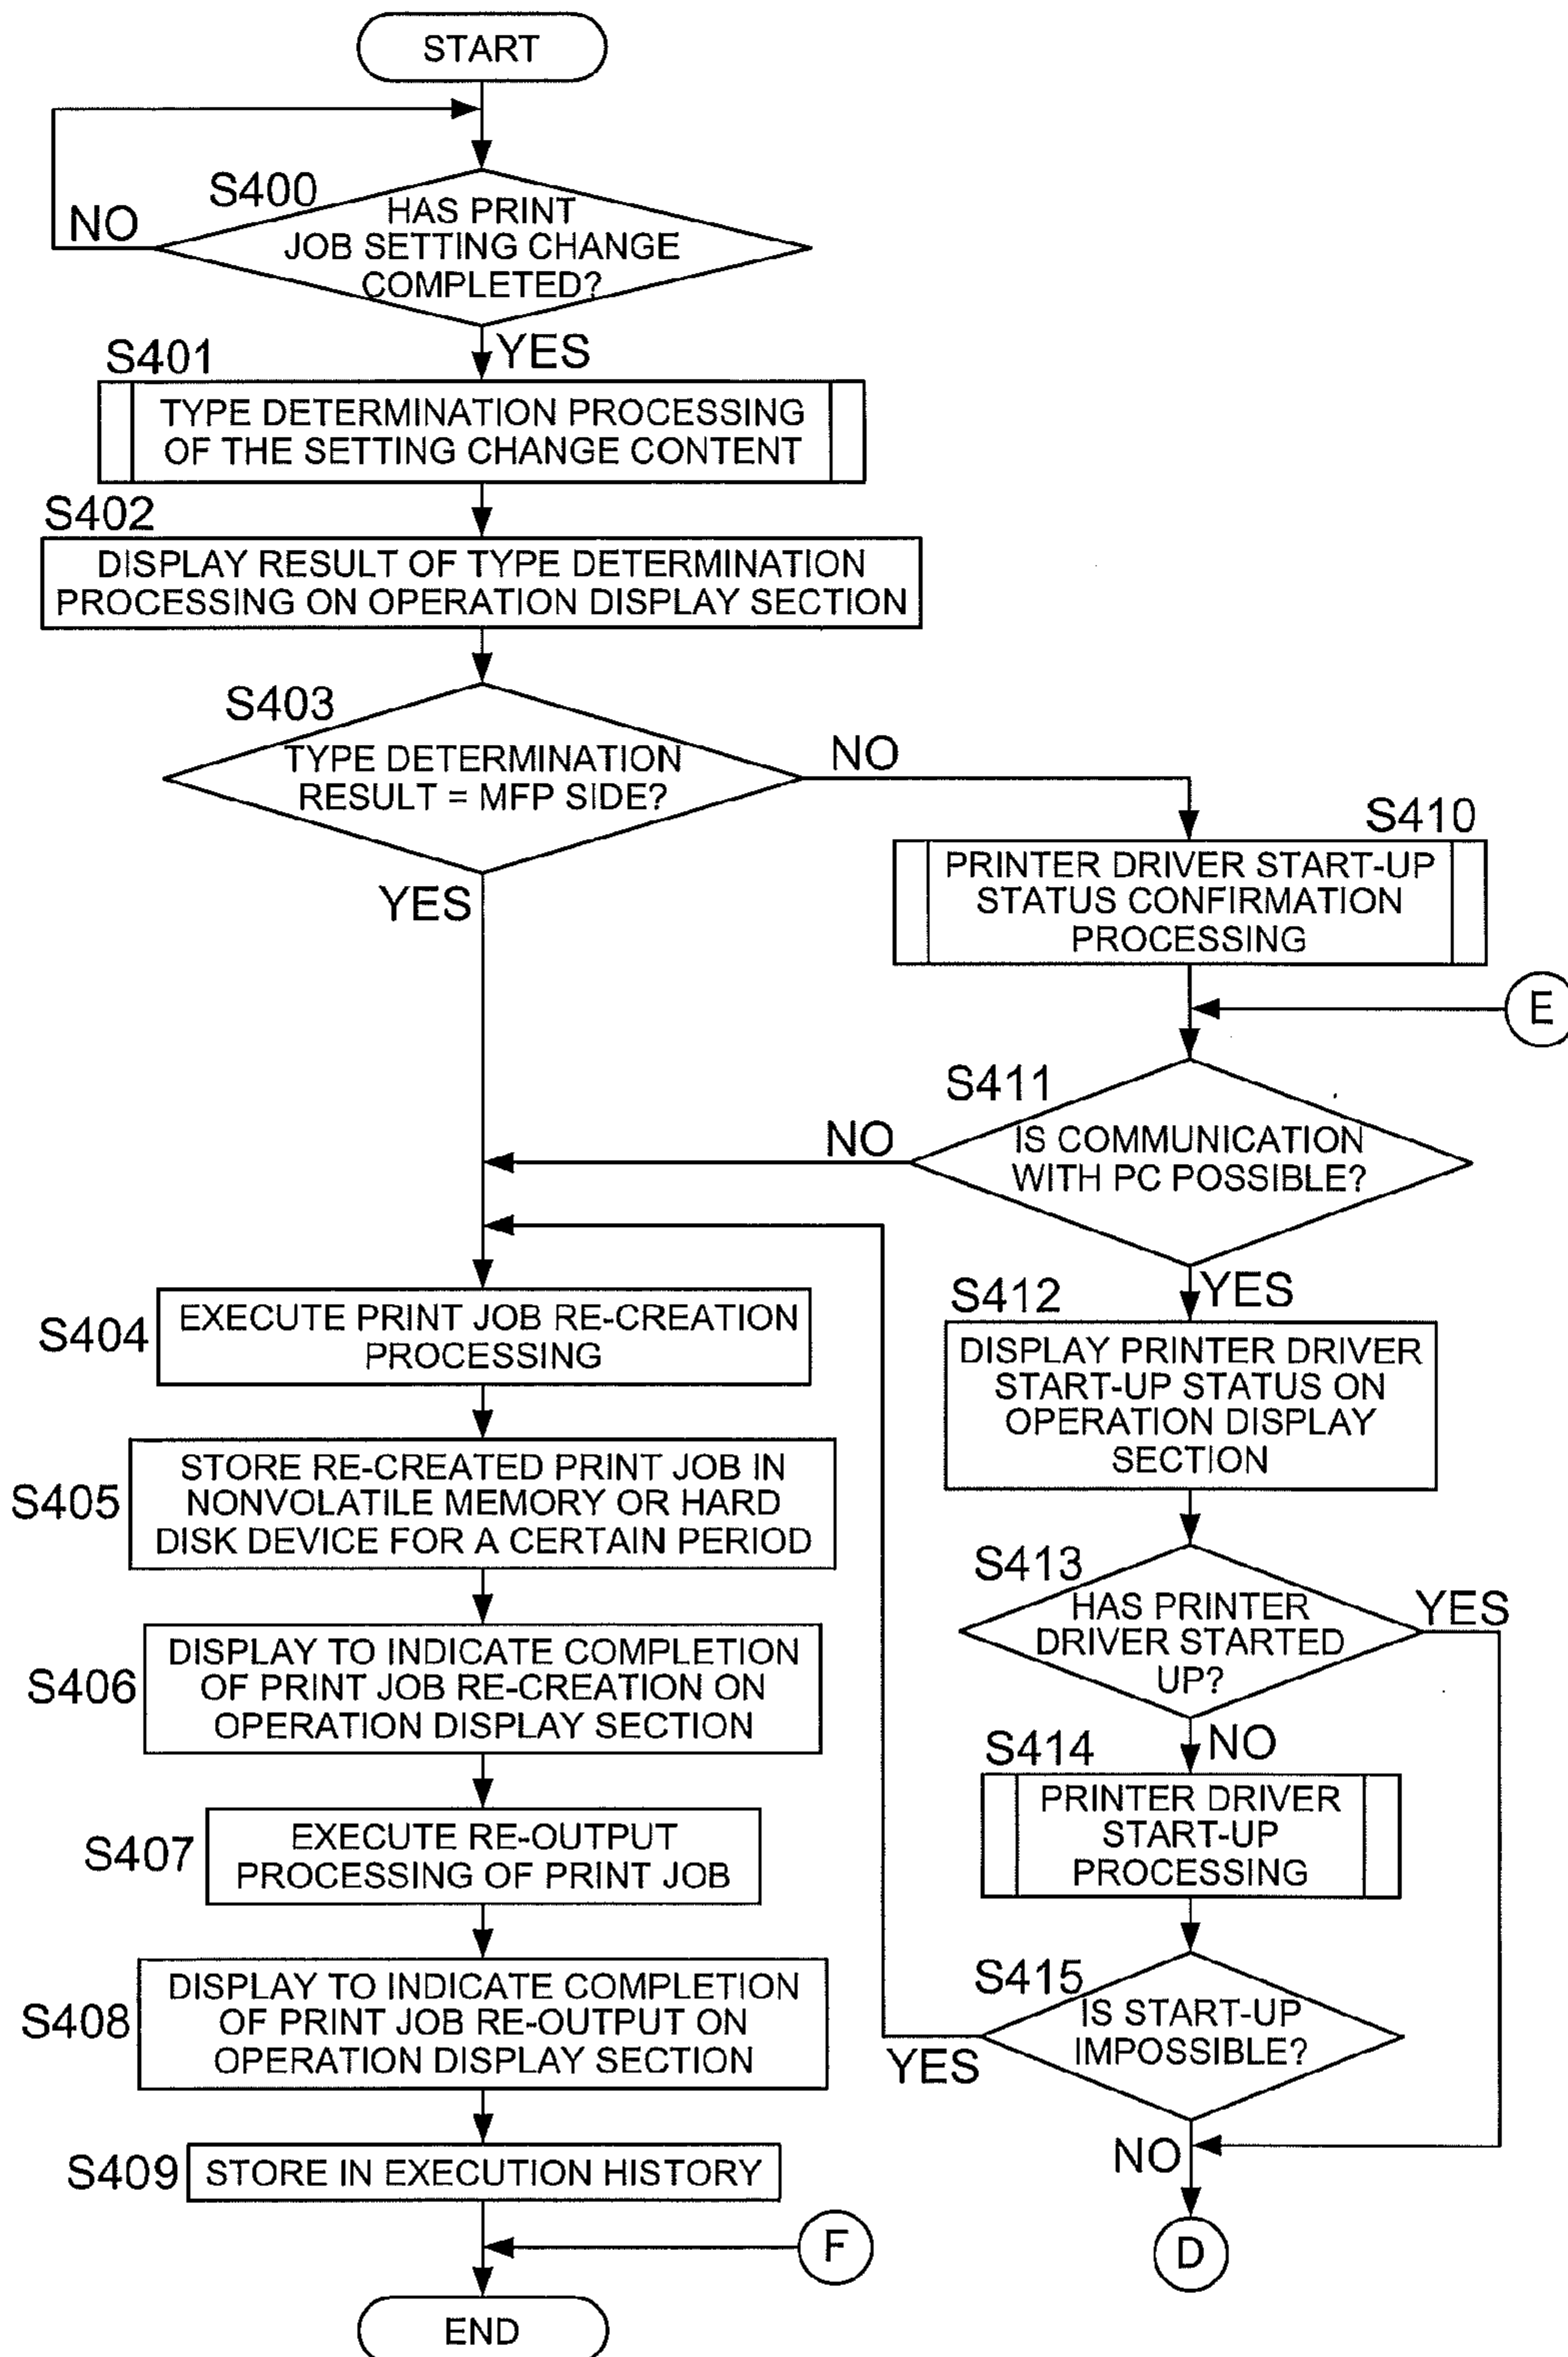 START
S400
HAS PRINT
JOB SETTING CHANGE
COMPLETED?
NO
YES
S401
TYPE DETERMINATION PROCESSING
OF THE SETTING CHANGE CONTENT
S402
DISPLAY RESULT OF TYPE DETERMINATION
PROCESSING ON OPERATION DISPLAY SECTION
S403
TYPE DETERMINATION
RESULT = MFP SIDE?
NO
YES
S410
PRINTER DRIVER START-UP
STATUS CONFIRMATION
PROCESSING
E
S411
IS COMMUNICATION
WITH PC POSSIBLE?
NO
YES
S404
EXECUTE PRINT JOB RE-CREATION
PROCESSING
S405
STORE RE-CREATED PRINT JOB IN
NONVOLATILE MEMORY OR HARD
DISK DEVICE FOR A CERTAIN PERIOD
S406
DISPLAY TO INDICATE COMPLETION
OF PRINT JOB RE-CREATION ON
OPERATION DISPLAY SECTION
S407
EXECUTE RE-OUTPUT
PROCESSING OF PRINT JOB
S408
DISPLAY TO INDICATE COMPLETION
OF PRINT JOB RE-OUTPUT ON
OPERATION DISPLAY SECTION
S409
STORE IN EXECUTION HISTORY
F
END
S412
DISPLAY PRINTER DRIVER
START-UP STATUS ON
OPERATION DISPLAY
SECTION
S413
HAS PRINTER
DRIVER STARTED
UP?
YES
NO
S414
PRINTER DRIVER
START-UP
PROCESSING
S415
IS START-UP
IMPOSSIBLE?
YES
NO
D